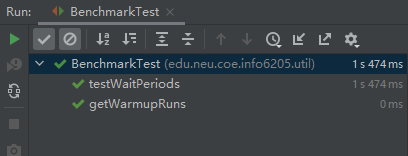 Run: BenchmarkTest
BenchmarkTest (edu.neu.coe.info6205.util) 1 s 474 ms
testWaitPeriods 1 s 474 ms
getWarmupRuns 0 ms